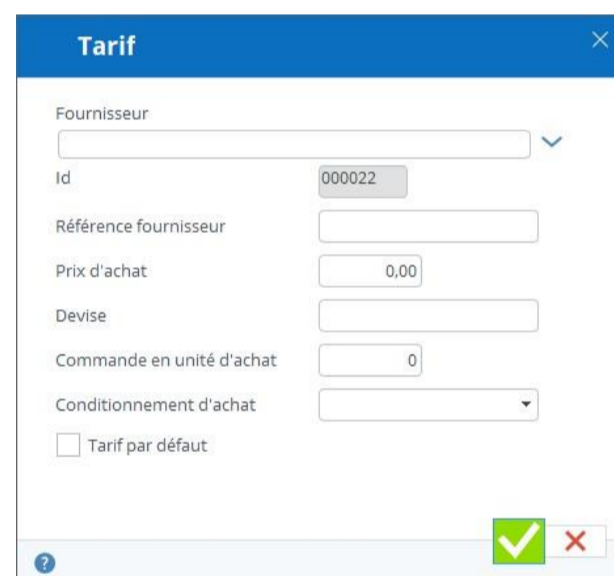 Tarif
Fournisseur
Id 000022
Référence fournisseur
Prix d'achat 0,00
Devise
Commande en unité d'achat 0
Conditionnement d'achat
Tarif par défaut
?